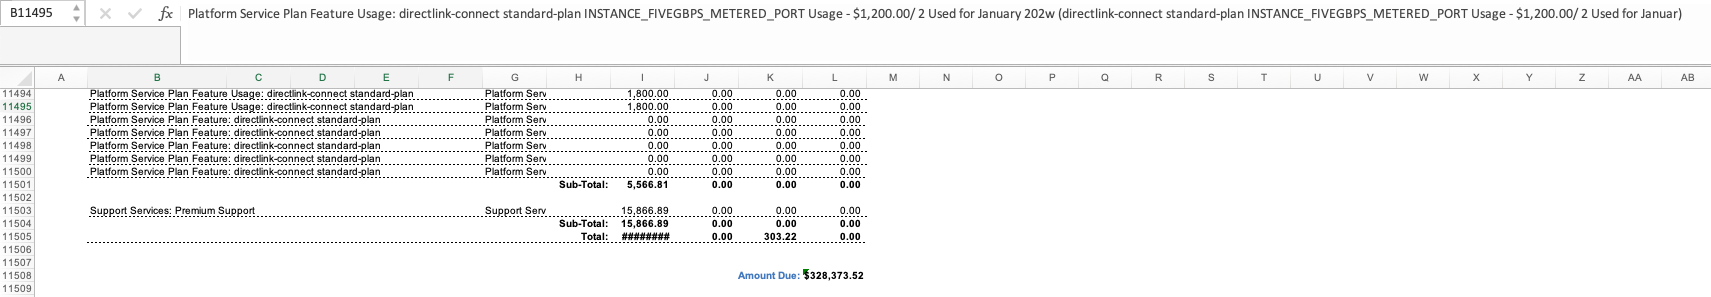 B11495 fx Platform Service Plan Feature Usage: directlink-connect standard-plan INSTANCE_FIVEGBPS_METERED_PORT Usage - $1,200.00/ 2 Used for January 202w (directlink-connect standard-plan INSTANCE_FIVEGBPS_METERED_PORT Usage - $1,200.00/ 2 Used for Januar)
A B C D E F G H I J K L M N O P Q R S T U V W X Y Z AA AB
11494 Platform Service Plan Feature Usage: directlink-connect standard-plan Platform Serv 1,800.00 0.00 0.00 0.00
11495 Platform Service Plan Feature Usage: directlink-connect standard-plan Platform Serv 1,800.00 0.00 0.00 0.00
11496 Platform Service Plan Feature: directlink-connect standard-plan Platform Serv 0.00 0.00 0.00 0.00
11497 Platform Service Plan Feature: directlink-connect standard-plan Platform Serv 0.00 0.00 0.00 0.00
11498 Platform Service Plan Feature: directlink-connect standard-plan Platform Serv 0.00 0.00 0.00 0.00
11499 Platform Service Plan Feature: directlink-connect standard-plan Platform Serv 0.00 0.00 0.00 0.00
11500 Platform Service Plan Feature: directlink-connect standard-plan Platform Serv 0.00 0.00 0.00 0.00
11501 Sub-Total: 5,566.81 0.00 0.00 0.00
11502
11503 Support Services: Premium Support Support Serv 15,866.89 0.00 0.00 0.00
11504 Sub-Total: 15,866.89 0.00 0.00 0.00
11505 Total: ######## 0.00 303.22 0.00
11506
11507
11508 Amount Due: $328,373.52
11509